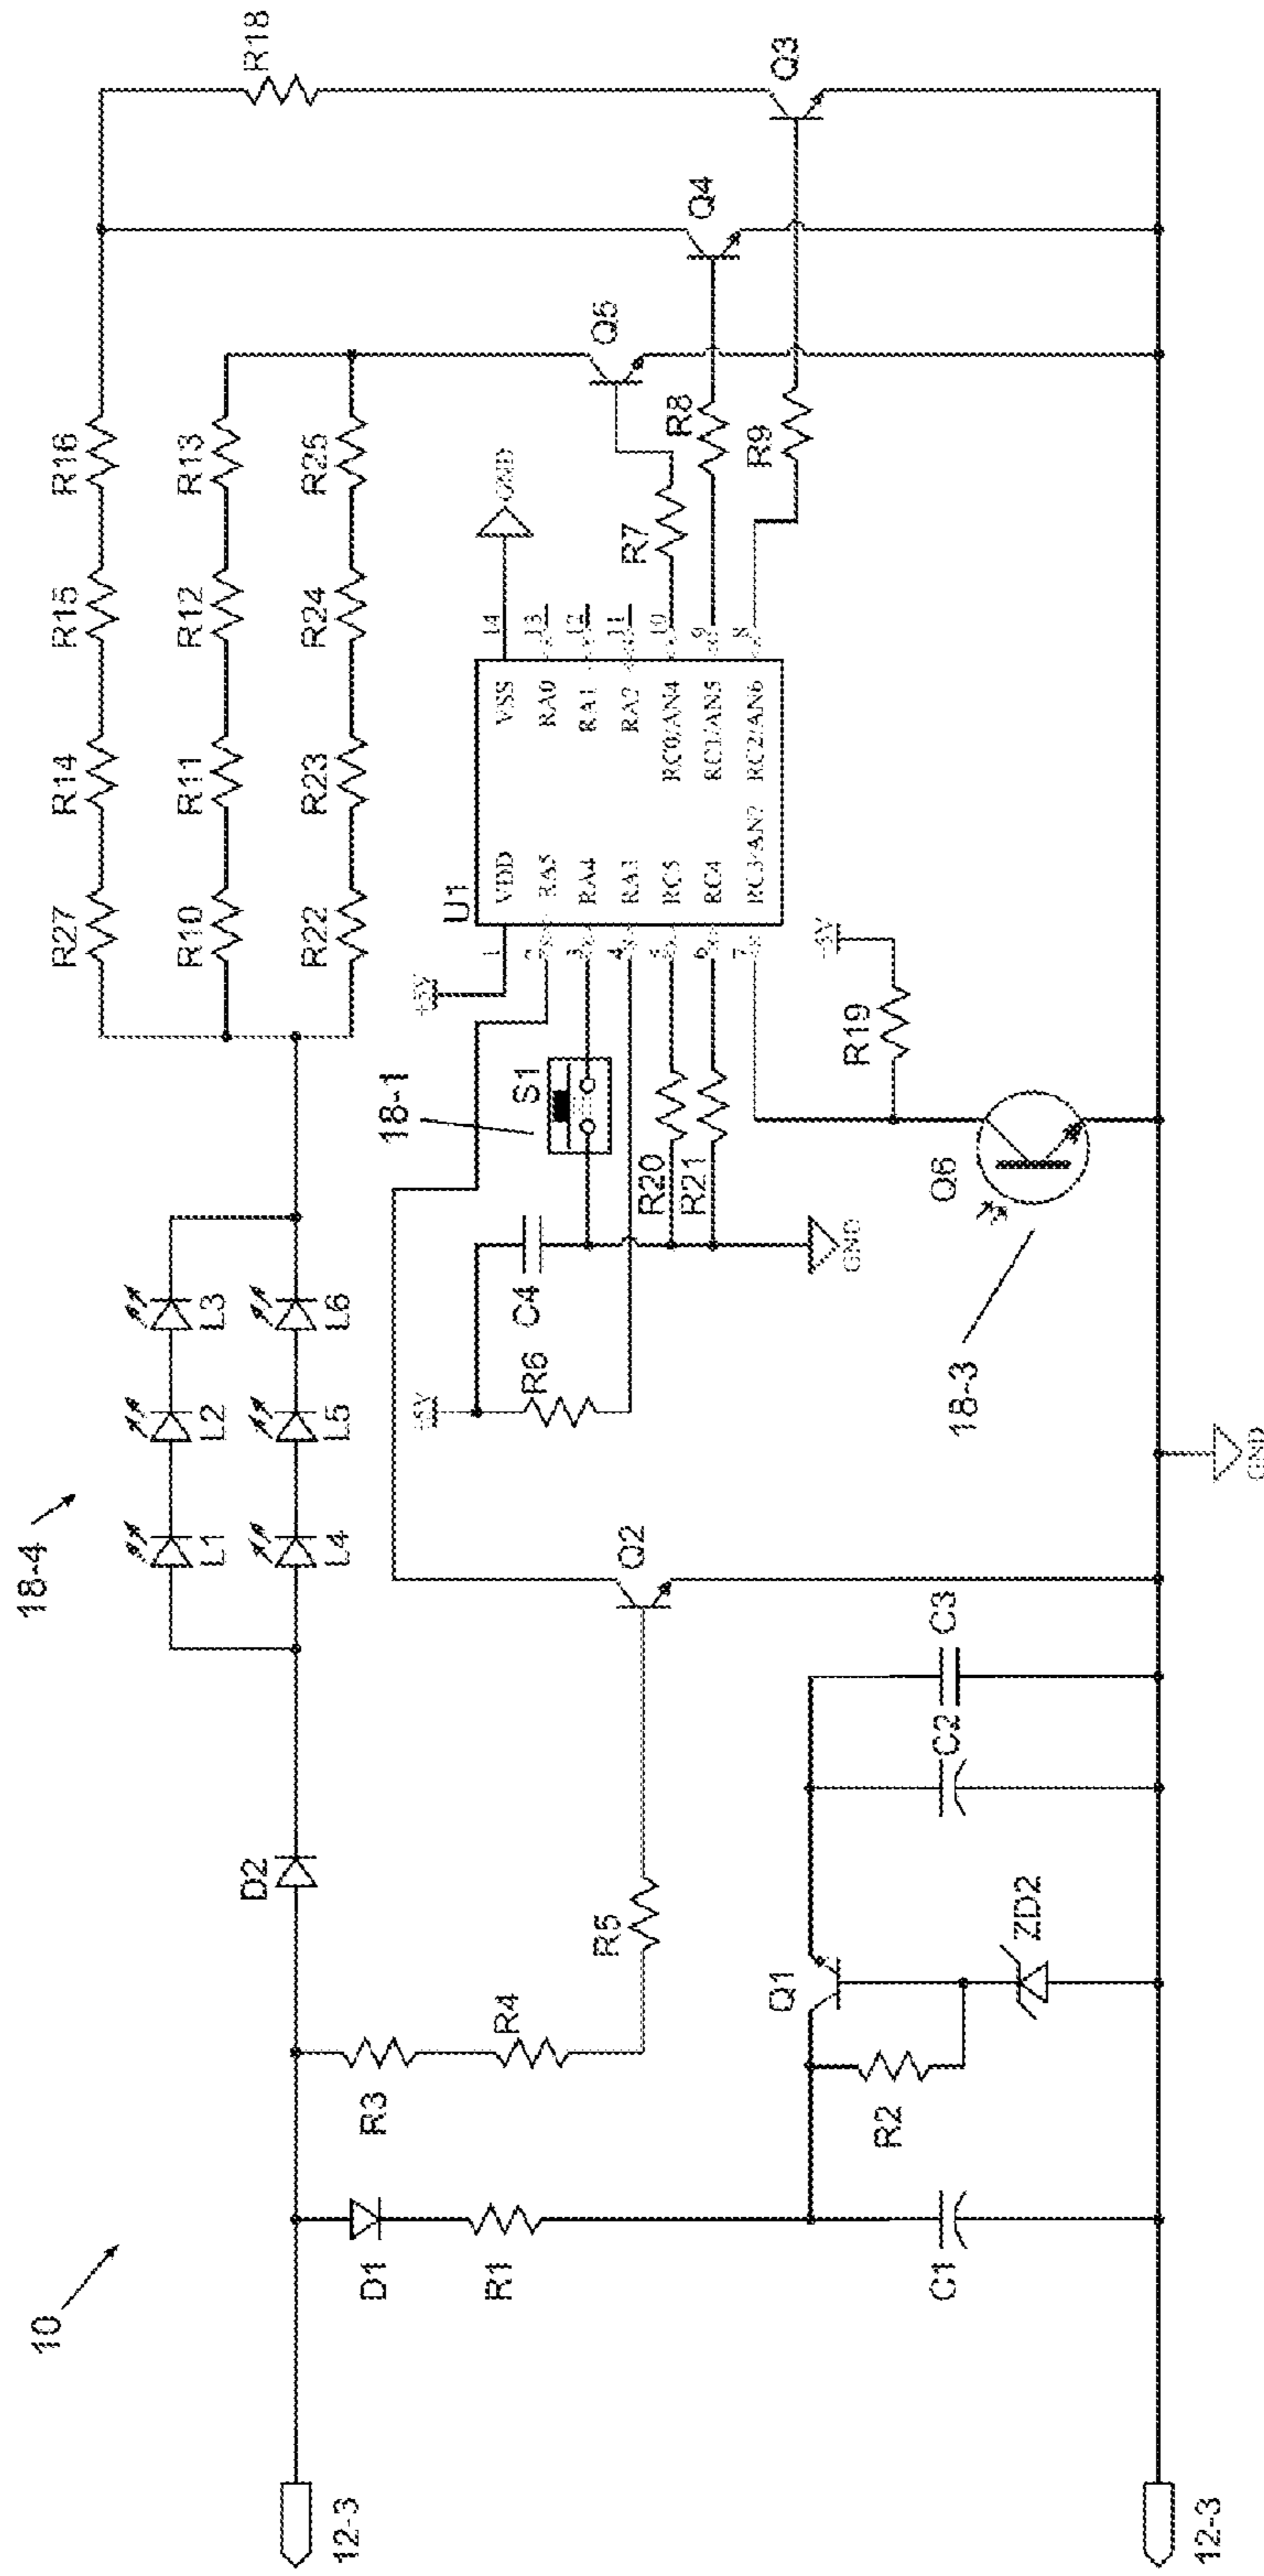 10
18-4
12-3
12-3
D1
R1
C1
R3
R4
R5
R2
Q1
ZD2
C2
C3
D2
Q2
L1
L2
L3
L4
L5
L6
+5V
R6
C4
GND
18-1
S1
R20
R21
GND
18-3
Q6
R19
+5V
+5V
U1
1
2
3
4
5
6
7
VDD
RA5
RA4
RA3
RC5
RC4
RC3/AN7
VSS
RA0
RA1
RA2
RC0/AN4
RC1/AN5
RC2/AN6
14
13
12
11
10
9
8
GND
R27
R14
R15
R16
R10
R11
R12
R13
R22
R23
R24
R25
R7
R8
R9
Q5
Q4
Q3
R18